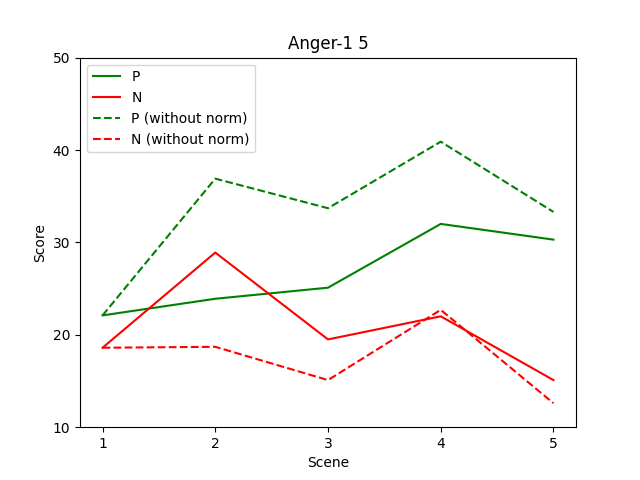 Anger-1 5
50
40
30
20
10
Score
P
N
P (without norm)
N (without norm)
1 2 3 4 5
Scene